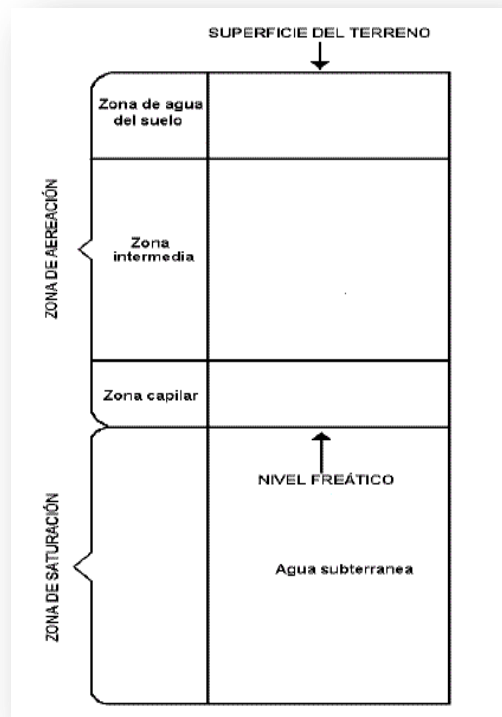 SUPERFICIE DEL TERRENO
Zona de agua
del suelo
ZONA DE AEREACIÓN
Zona
intermedia
Zona capilar
NIVEL FREÁTICO
ZONA DE SATURACIÓN
Agua subterranea